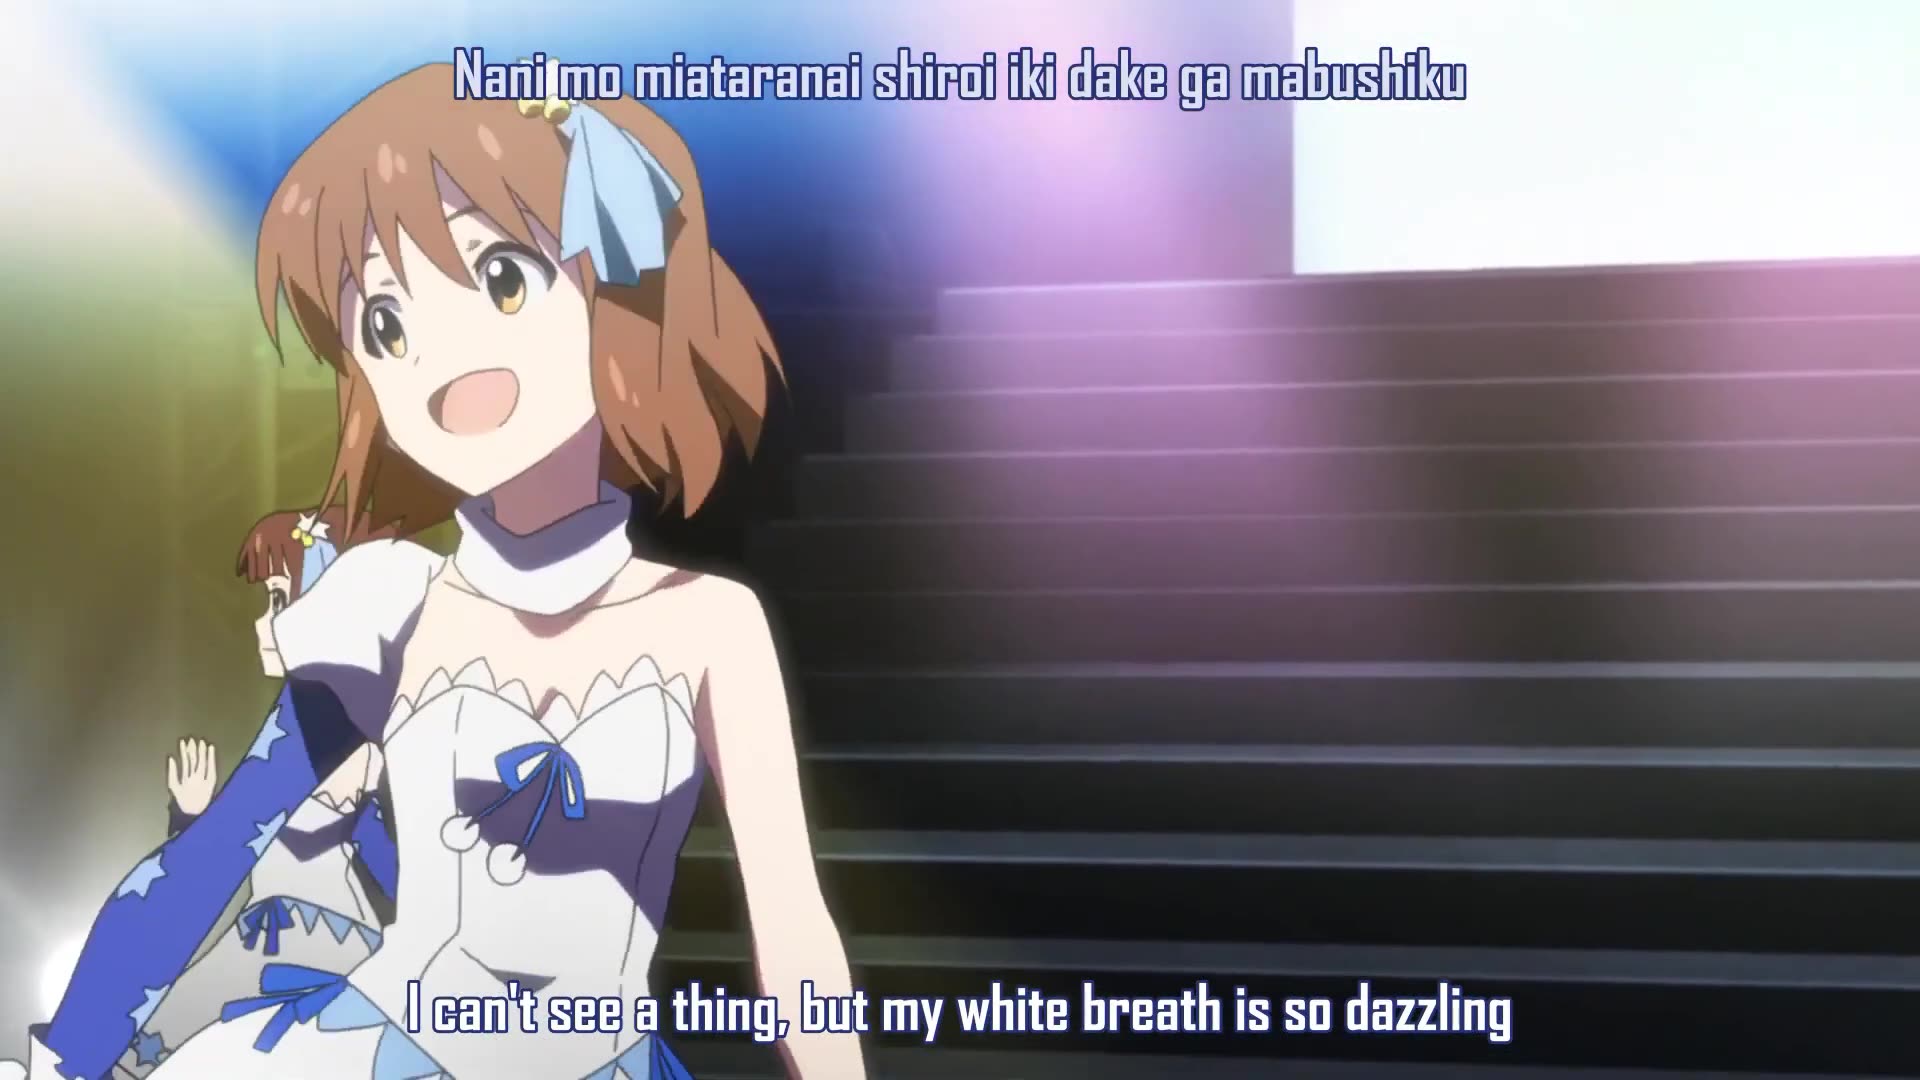 Nani mo miataranai shiroi iki dake ga mabushiku
I can't see a thing, but my white breath is so dazzling